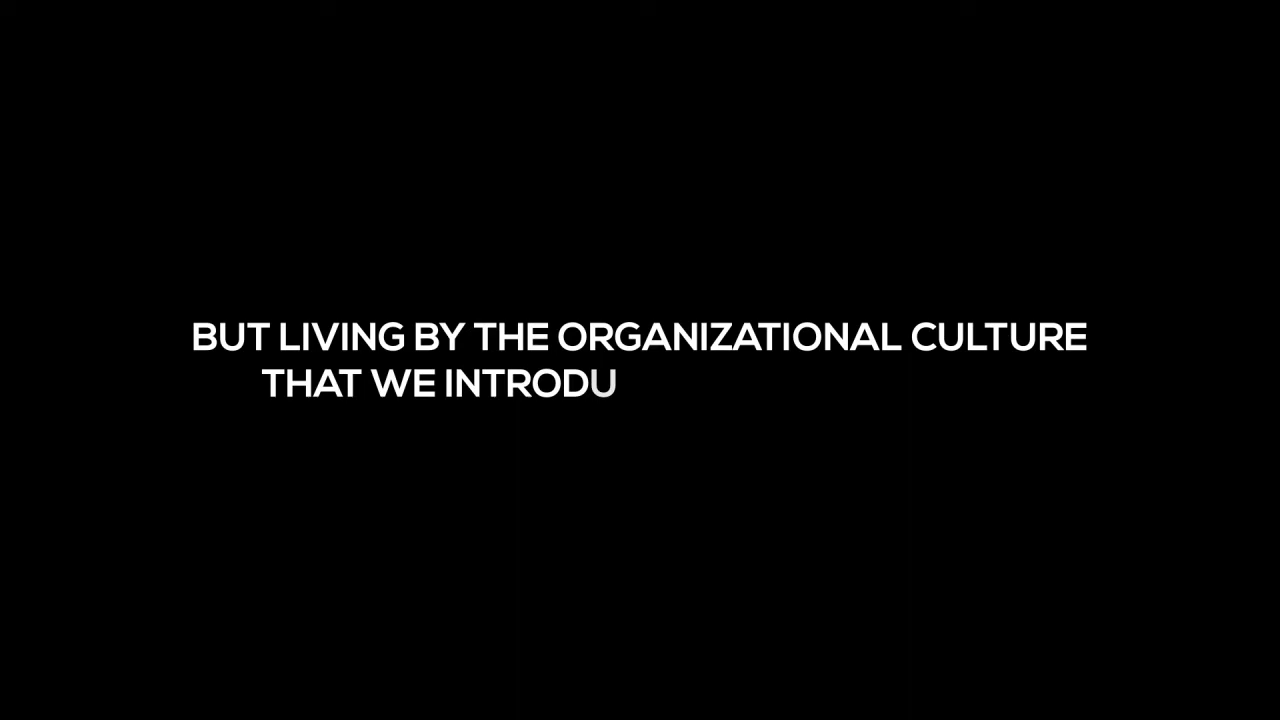 BUT LIVING BY THE ORGANIZATIONAL CULTURE
THAT WE INTRODU